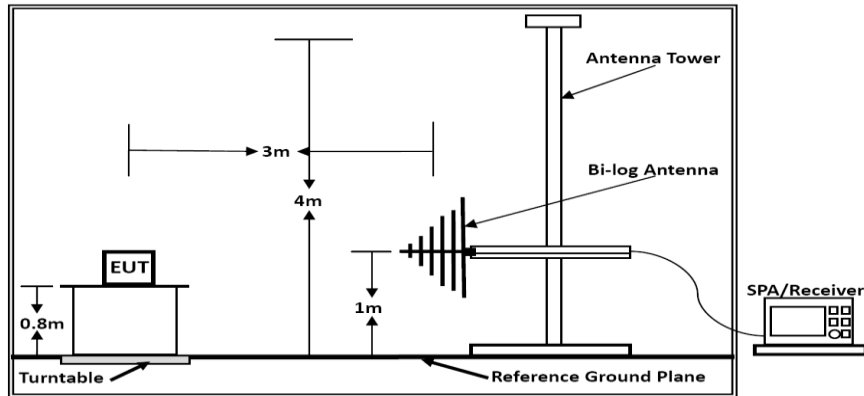 Antenna Tower
3m
Bi-log Antenna
4m
EUT
SPA/Receiver
0.8m
1m
Turntable
Reference Ground Plane